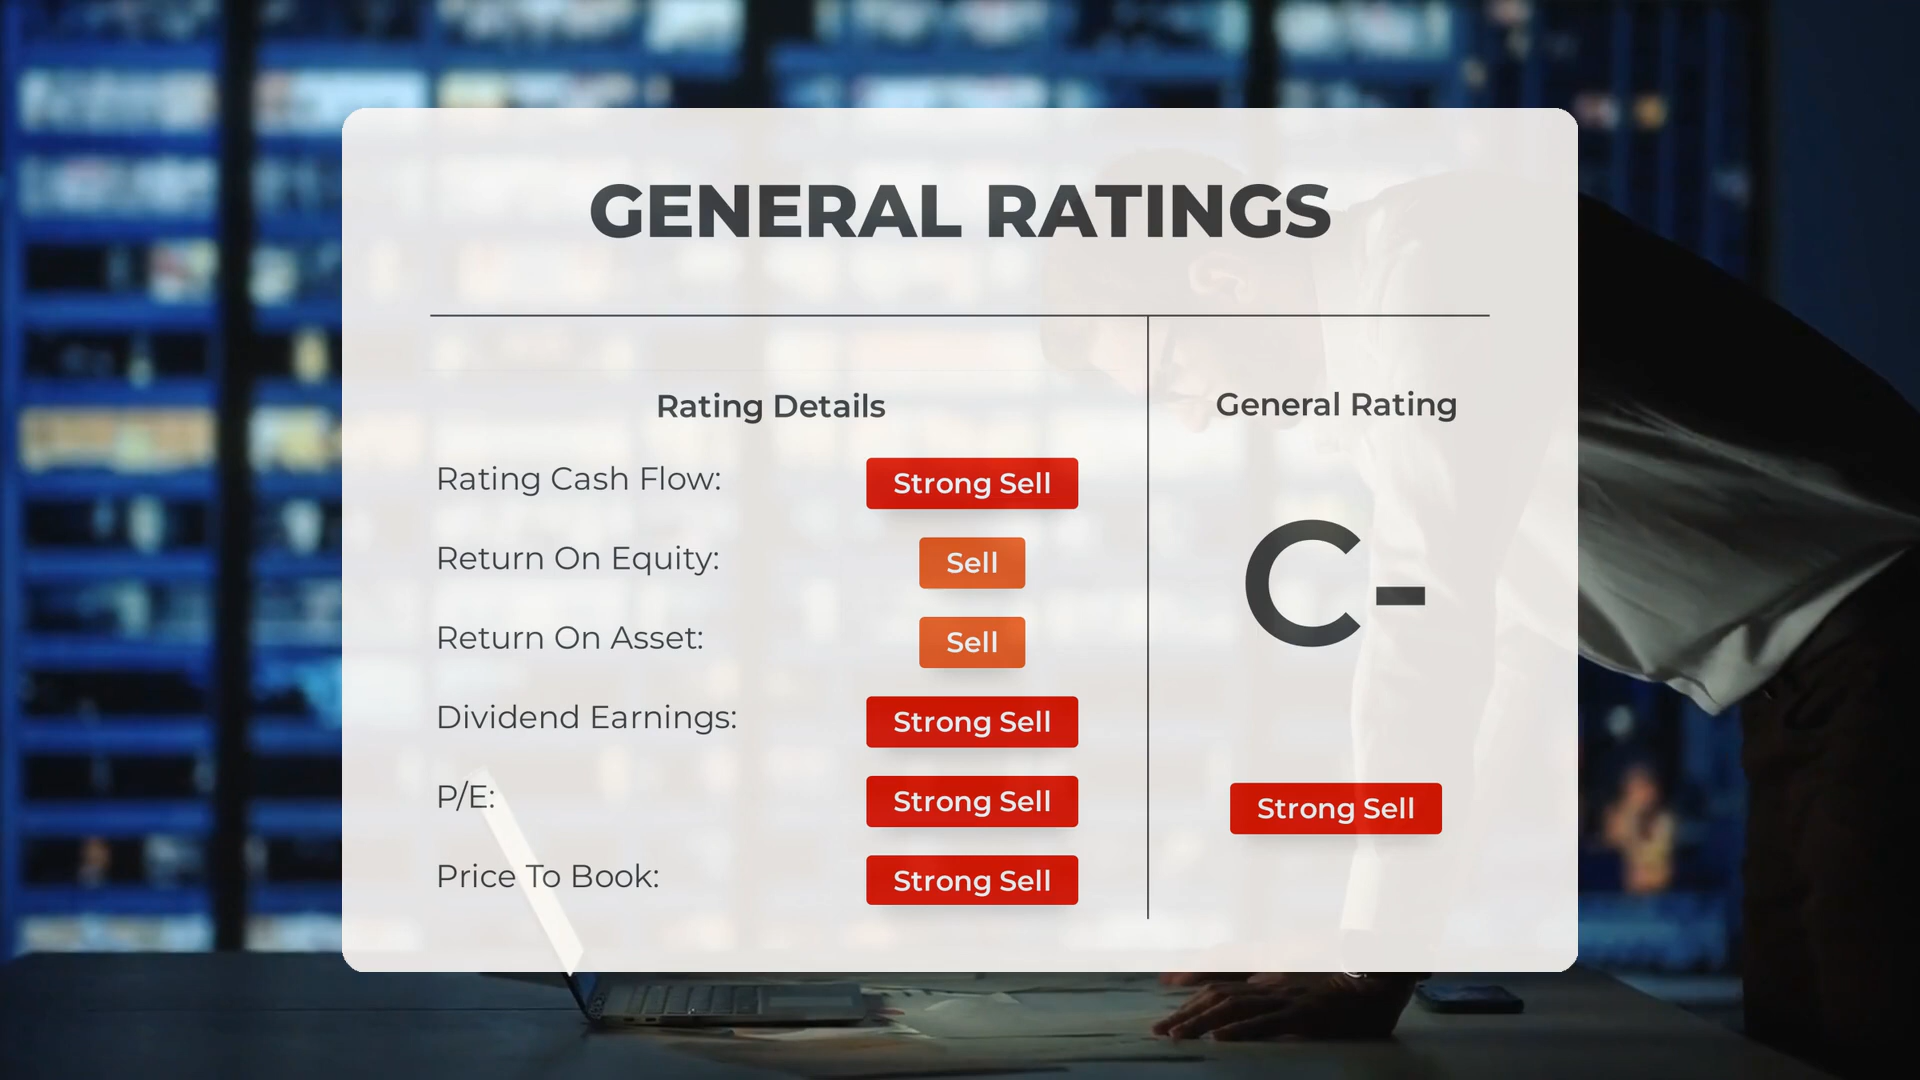 GENERAL RATINGS
Rating Details
Rating Cash Flow: Strong Sell
Return On Equity: Sell
Return On Asset: Sell
Dividend Earnings: Strong Sell
P/E: Strong Sell
Price To Book: Strong Sell
General Rating
C-
Strong Sell